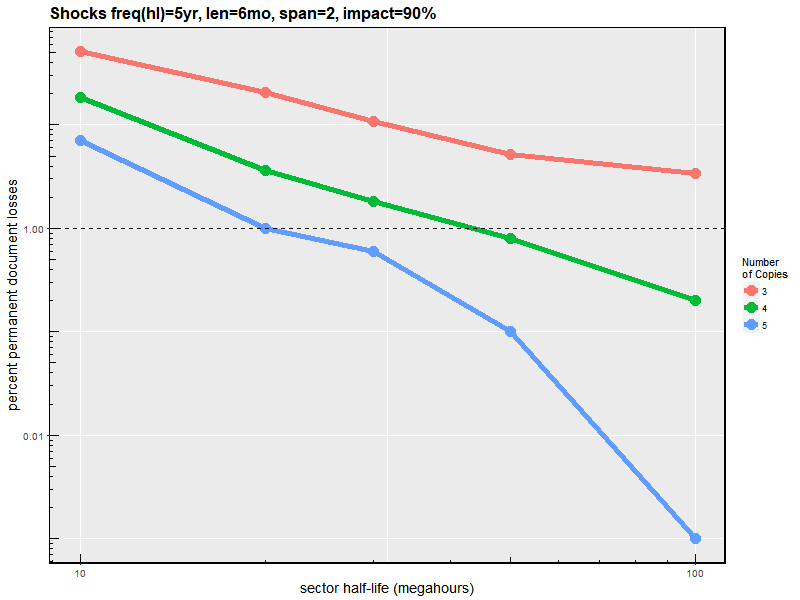 Shocks freq(hl)=5yr, len=6mo, span=2, impact=90%
percent permanent document losses
1.00
0.01
10
100
sector half-life (megahours)
Number
of Copies
3
4
5